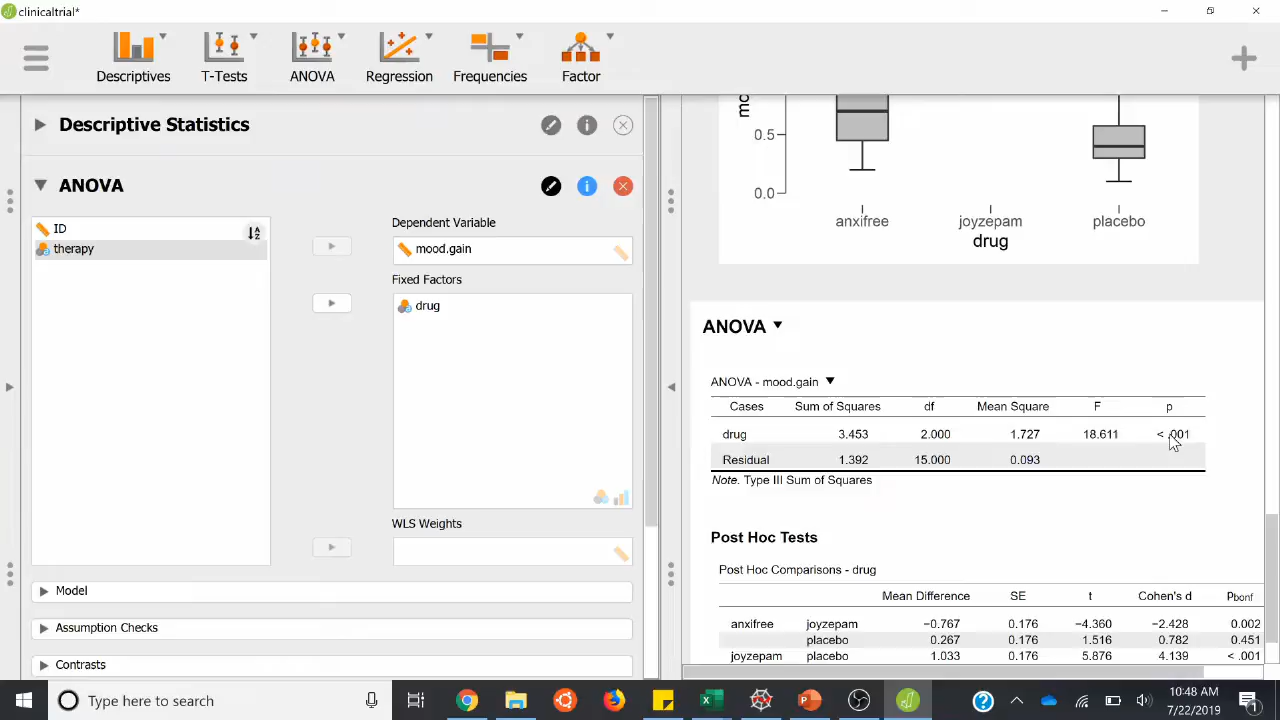 clinicaltrial*
Descriptives
T-Tests
ANOVA
Regression
Frequencies
Factor
Descriptive Statistics
ANOVA
ID
therapy
Dependent Variable
mood.gain
Fixed Factors
drug
WLS Weights
Model
Assumption Checks
Contrasts
mo
0.5
0.0
anxifree joyzepam placebo
drug
ANOVA
ANOVA - mood.gain
Cases Sum of Squares df Mean Square F p
drug 3.453 2.000 1.727 18.611 < .001
Residual 1.392 15.000 0.093
Note. Type III Sum of Squares
Post Hoc Tests
Post Hoc Comparisons - drug
Mean Difference SE t Cohen's d Pbonf
anxifree joyzepam −0.767 0.176 −4.360 −2.428 0.002
placebo 0.267 0.176 1.516 0.782 0.451
joyzepam placebo 1.033 0.176 5.876 4.139 < .001
Type here to search
10:48 AM
7/22/2019
1